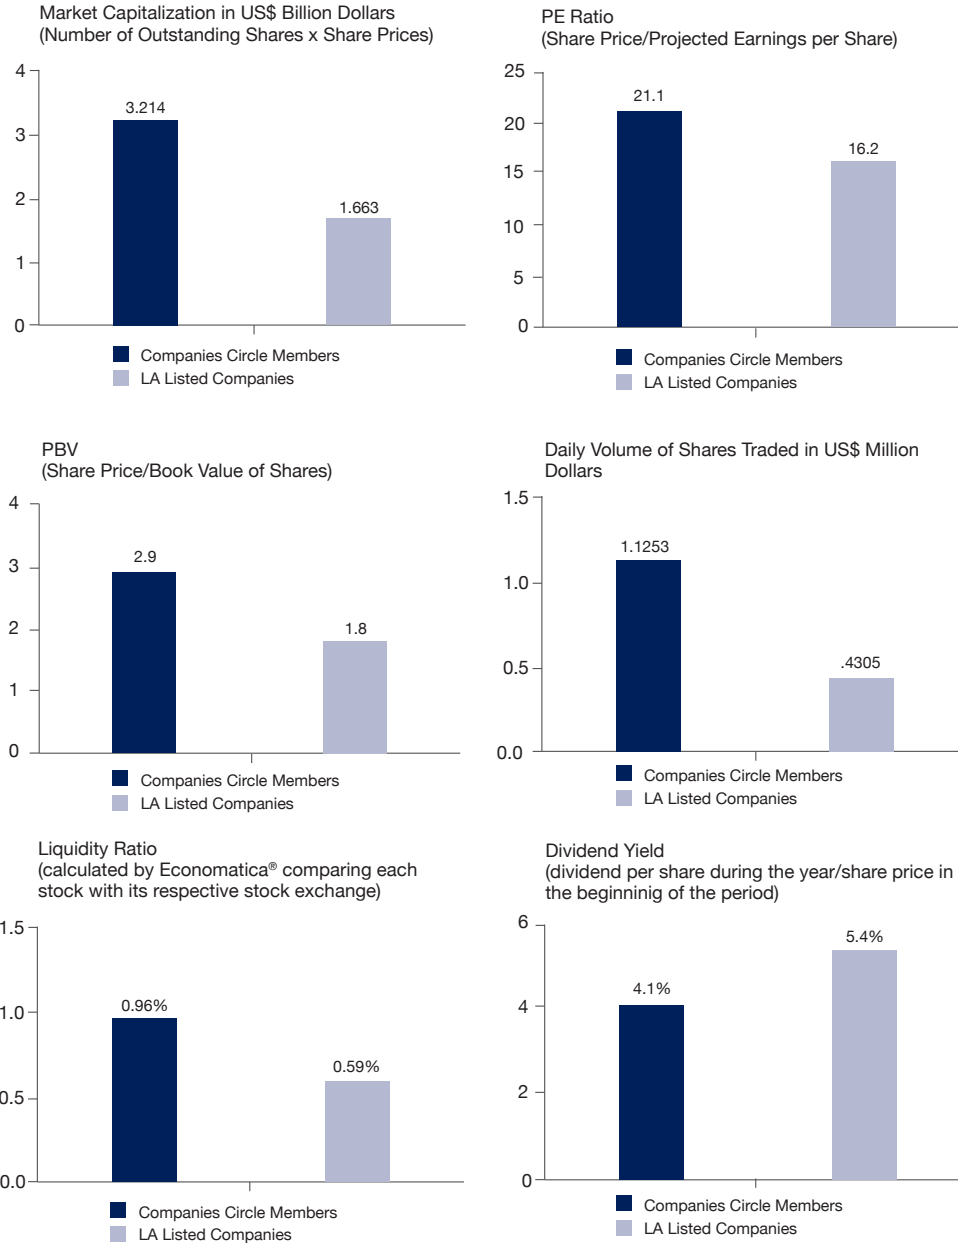 Market Capitalization in US$ Billion Dollars
(Number of Outstanding Shares x Share Prices)
4
3
2
1
0
3.214
1.663
Companies Circle Members
LA Listed Companies
PE Ratio
(Share Price/Projected Earnings per Share)
25
20
15
10
5
0
21.1
16.2
Companies Circle Members
LA Listed Companies
PBV
(Share Price/Book Value of Shares)
4
3
2
1
0
2.9
1.8
Companies Circle Members
LA Listed Companies
Daily Volume of Shares Traded in US$ Million
Dollars
1.5
1.0
0.5
0.0
1.1253
.4305
Companies Circle Members
LA Listed Companies
Liquidity Ratio
(calculated by Economatica® comparing each
stock with its respective stock exchange)
1.5
1.0
0.5
0.0
0.96%
0.59%
Companies Circle Members
LA Listed Companies
Dividend Yield
(dividend per share during the year/share price in
the beginninig of the period)
6
4
2
0
4.1%
5.4%
Companies Circle Members
LA Listed Companies